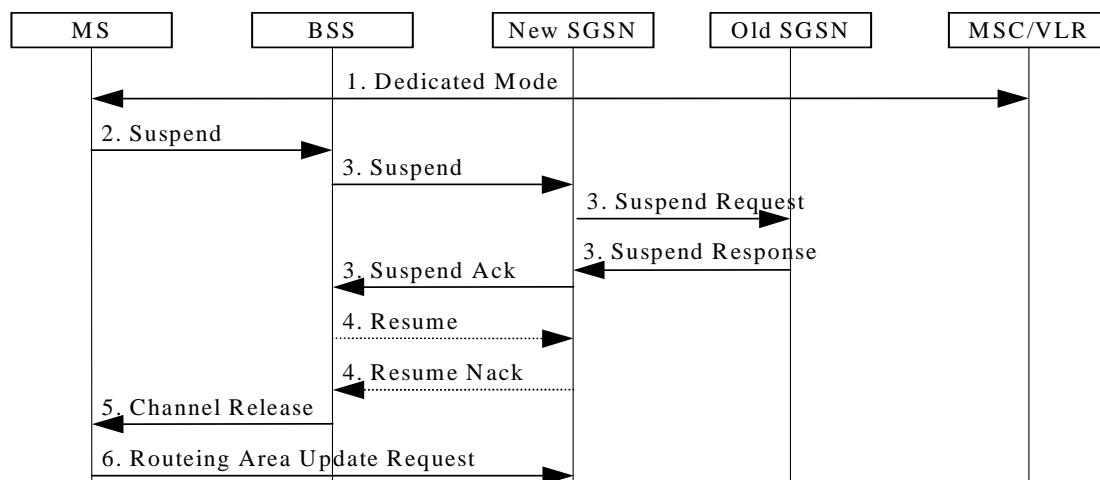 MS BSS New SGSN Old SGSN MSC/VLR
1. Dedicated Mode
2. Suspend
3. Suspend
3. Suspend Request
3. Suspend Response
3. Suspend Ack
4. Resume
4. Resume Nack
5. Channel Release
6. Routeing Area Update Request